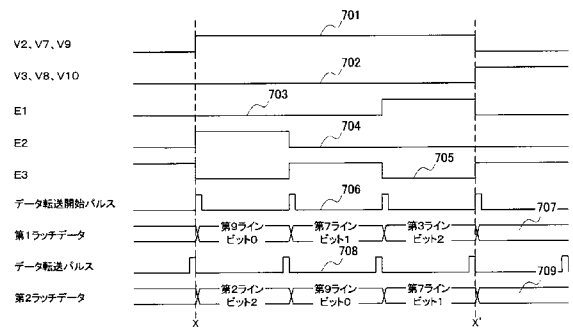 701
V2、V7、V9
702
V3、V8、V10
703
E1
704
E2
705
E3
706
データ転送開始パルス
707
第1ラッチデータ
第9ライン
ビット0
第7ライン
ビット1
第3ライン
ビット2
708
データ転送パルス
709
第2ラッチデータ
第2ライン
ビット2
第9ライン
ビット0
第7ライン
ビット1
X
X'